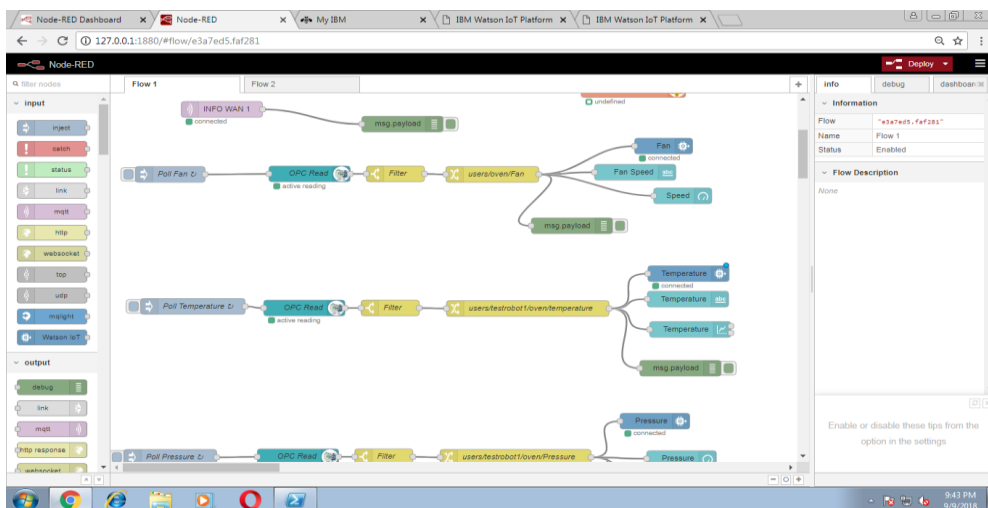 Node-RED Dashboard
Node-RED
My IBM
IBM Watson IoT Platform
IBM Watson IoT Platform
127.0.0.1:1880/#flow/e3a7ed5.faf281
Node-RED
Deploy
filter nodes
Flow 1
Flow 2
info
debug
dashboar
input
inject
catch
status
link
mqtt
http
websocket
tcp
udp
mqlight
Watson IoT
output
debug
link
mqtt
http response
websocket
INFO WAN 1
connected
msg.payload
undefined
Poll Fan ↻
OPC Read
active reading
Filter
users/oven/Fan
Fan
connected
Fan Speed
abc
Speed
msg.payload
Poll Temperature ↻
OPC Read
active reading
Filter
users/testrobot1/oven/temperature
Temperature
connected
Temperature
abc
Temperature
msg.payload
Poll Pressure ↻
OPC Read
Filter
users/testrobot1/oven/Pressure
Pressure
connected
Pressure
Information
Flow "e3a7ed5.faf281"
Name Flow 1
Status Enabled
Flow Description
None
Enable or disable these tips from the
option in the settings
9:43 PM
9/9/2018